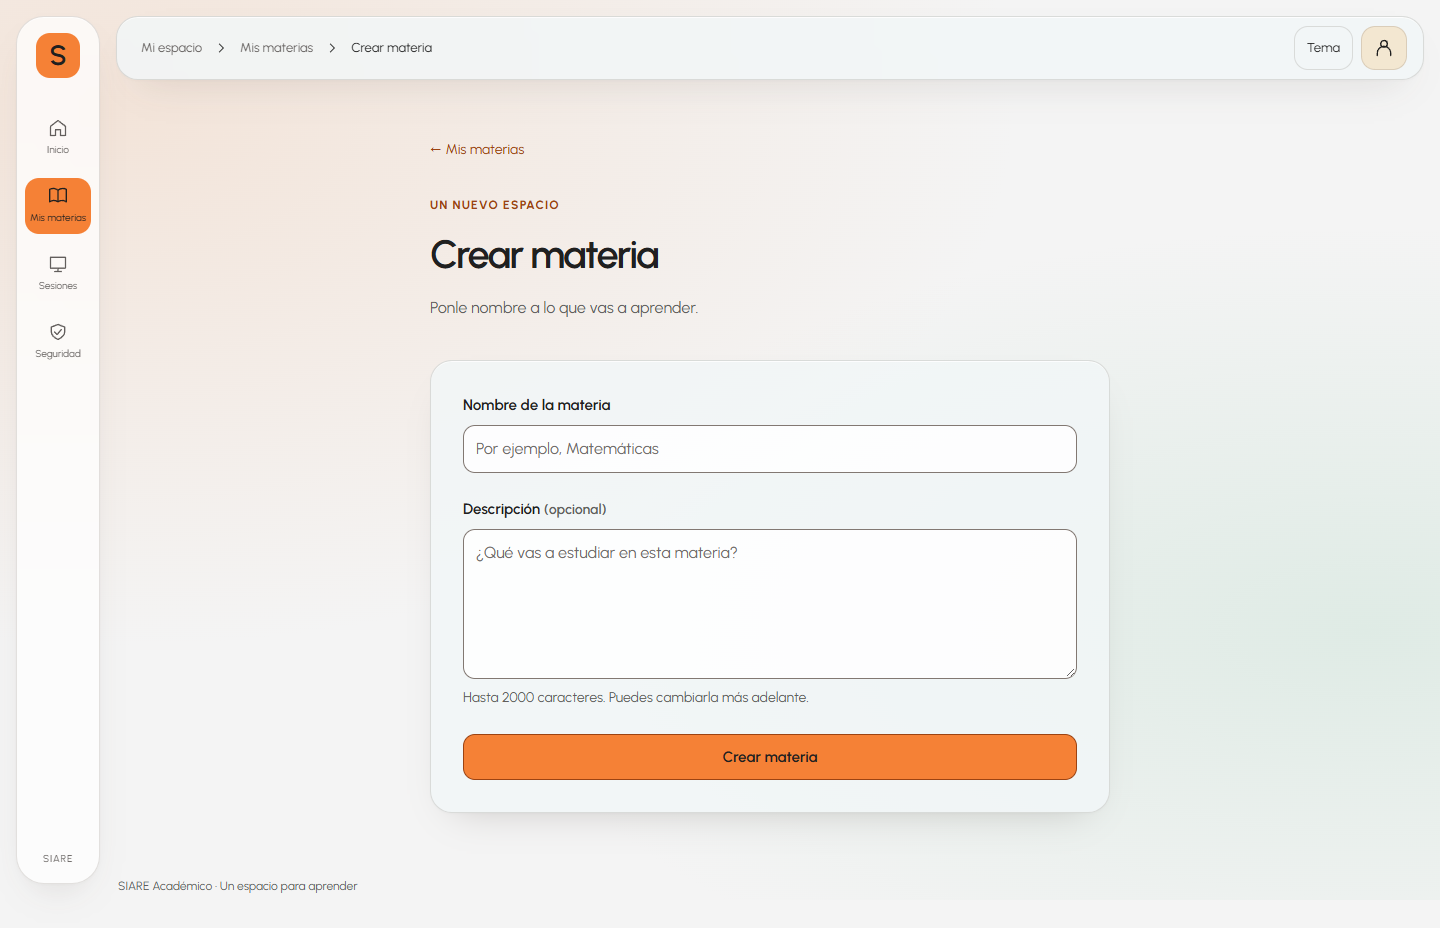 S
Inicio
Mis materias
Sesiones
Seguridad
SIARE
Mi espacio > Mis materias > Crear materia
Tema
← Mis materias
UN NUEVO ESPACIO
Crear materia
Ponle nombre a lo que vas a aprender.
Nombre de la materia
Por ejemplo, Matemáticas
Descripción (opcional)
¿Qué vas a estudiar en esta materia?
Hasta 2000 caracteres. Puedes cambiarla más adelante.
Crear materia
SIARE Académico · Un espacio para aprender